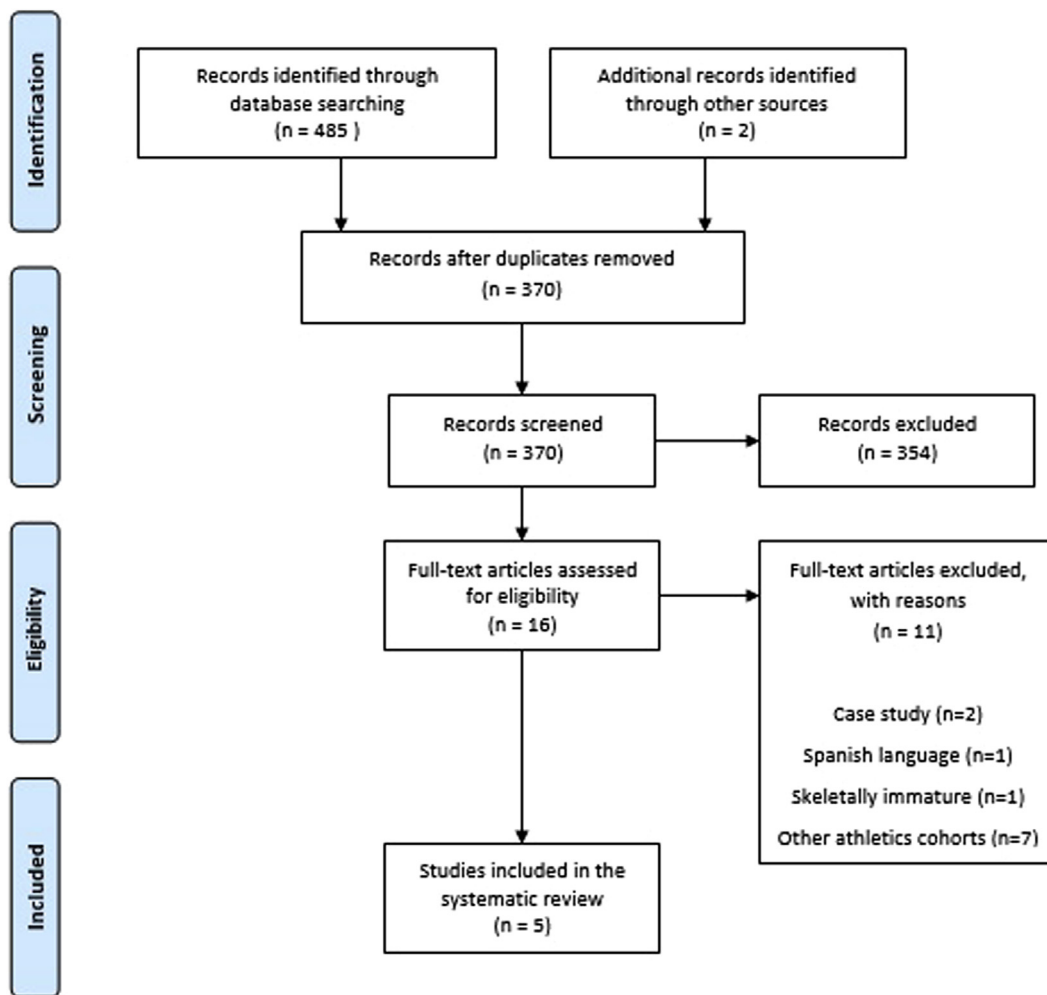 Identification
Records identified through
database searching
(n = 485 )
Additional records identified
through other sources
(n = 2)
Records after duplicates removed
(n = 370)
Screening
Records screened
(n = 370)
Records excluded
(n = 354)
Eligibility
Full-text articles assessed
for eligibility
(n = 16)
Full-text articles excluded,
with reasons
(n = 11)
Case study (n=2)
Spanish language (n=1)
Skeletally immature (n=1)
Other athletics cohorts (n=7)
Included
Studies included in the
systematic review
(n = 5)